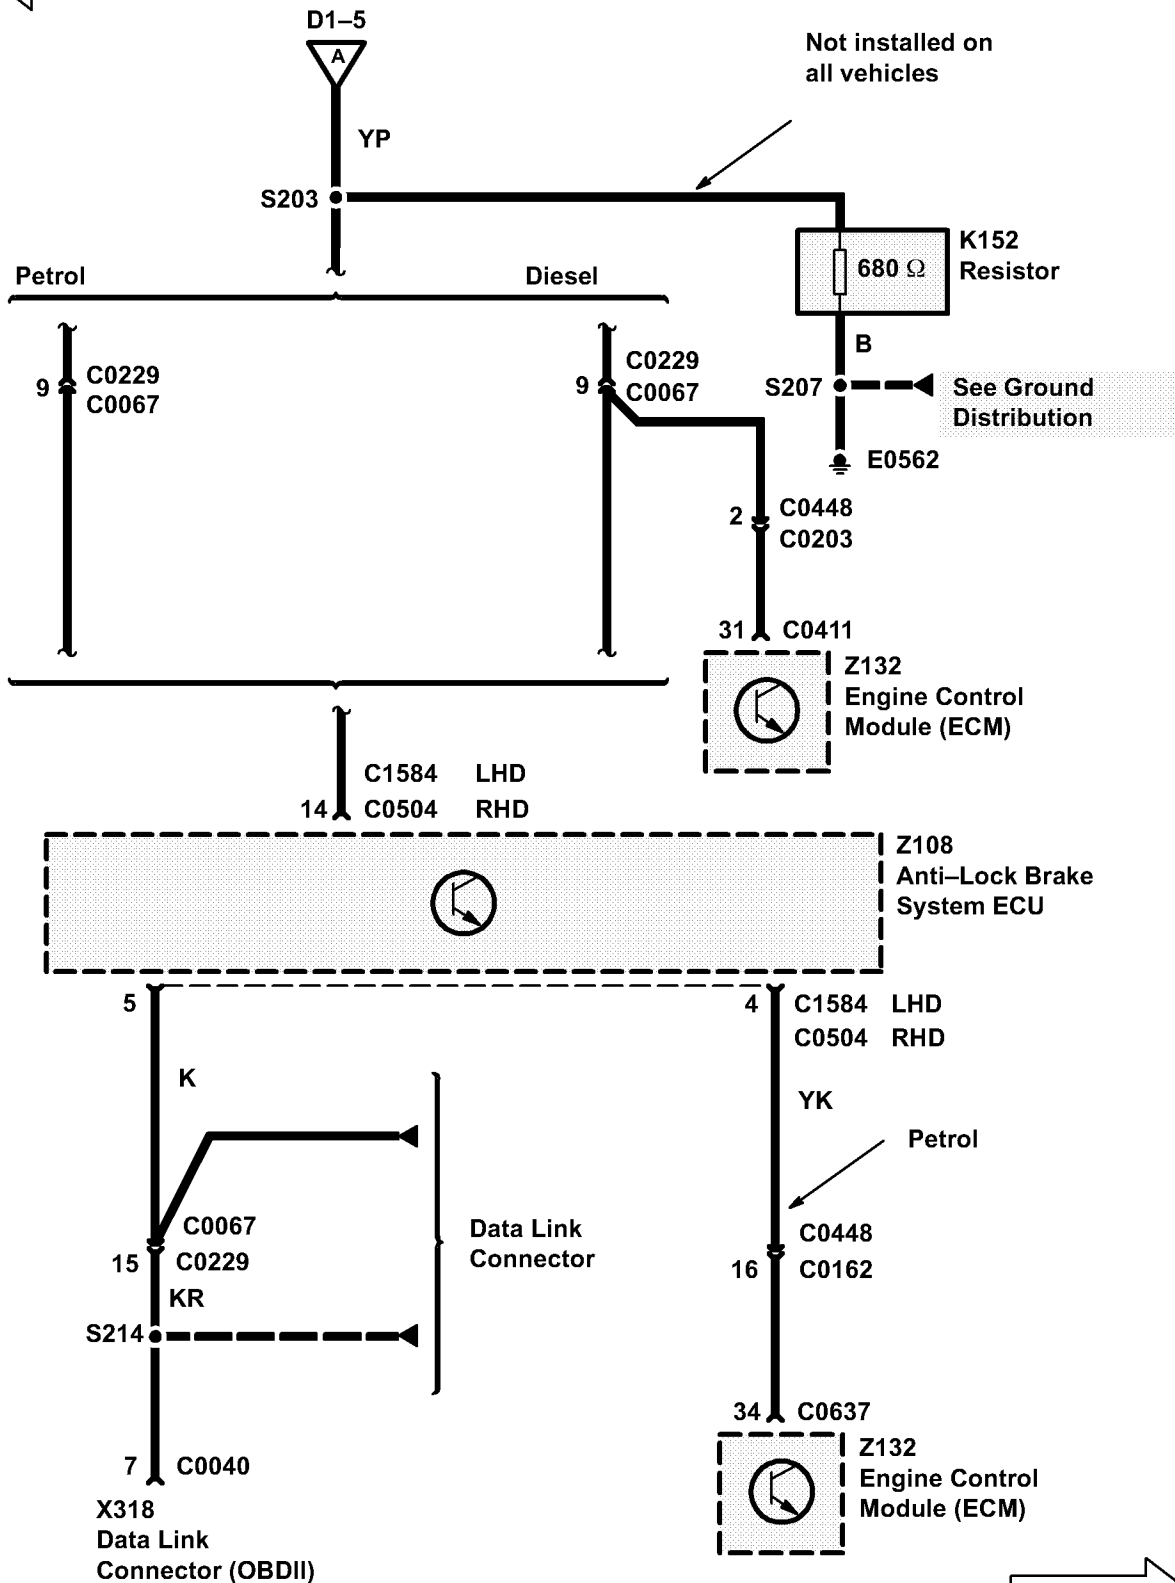 D1–5
A
Not installed on
all vehicles
YP
S203
K152
Resistor
680 Ω
Petrol
Diesel
B
9
C0229
C0067
9
C0229
C0067
S207
See Ground
Distribution
E0562
2
C0448
C0203
31
C0411
Z132
Engine Control
Module (ECM)
C1584 LHD
14 C0504 RHD
Z108
Anti–Lock Brake
System ECU
5
4
C1584 LHD
C0504 RHD
K
YK
Petrol
C0067
15 C0229
KR
Data Link
Connector
C0448
16 C0162
S214
34 C0637
7 C0040
Z132
Engine Control
Module (ECM)
X318
Data Link
Connector (OBDII)